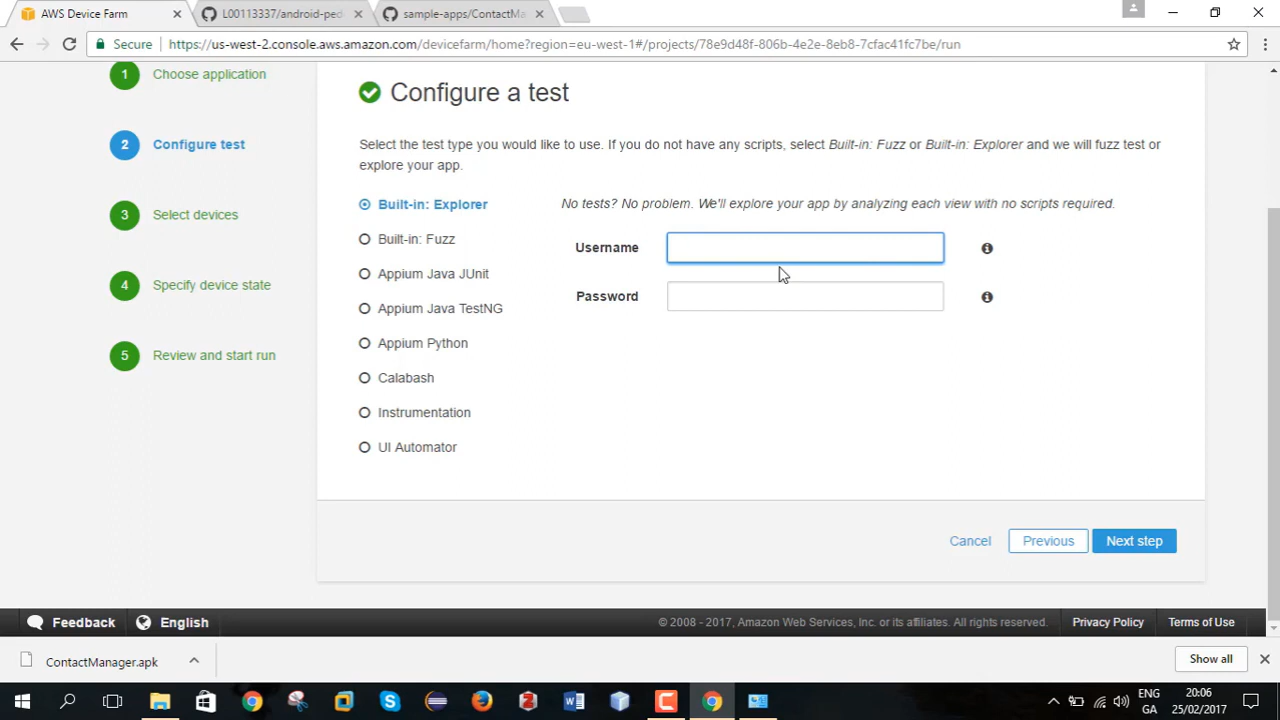 AWS Device Farm
L00113337/android-ped
sample-apps/ContactMa
Secure
https://us-west-2.console.aws.amazon.com/devicefarm/home?region=eu-west-1#/projects/78e9d48f-806b-4e2e-8eb8-7cfac41fc7be/run
1 Choose application
2 Configure test
3 Select devices
4 Specify device state
5 Review and start run
Configure a test
Select the test type you would like to use. If you do not have any scripts, select Built-in: Fuzz or Built-in: Explorer and we will fuzz test or
explore your app.
Built-in: Explorer
Built-in: Fuzz
Appium Java JUnit
Appium Java TestNG
Appium Python
Calabash
Instrumentation
UI Automator
No tests? No problem. We'll explore your app by analyzing each view with no scripts required.
Username
Password
Cancel
Previous
Next step
Feedback
English
© 2008 - 2017, Amazon Web Services, Inc. or its affiliates. All rights reserved.
Privacy Policy
Terms of Use
ContactManager.apk
Show all
ENG
GA
20:06
25/02/2017